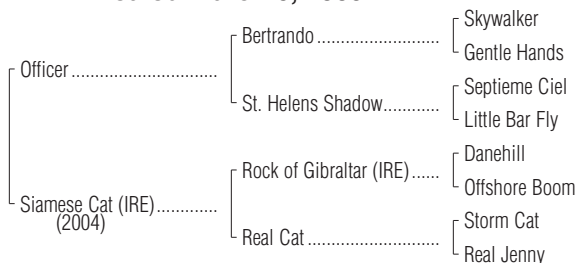 Skywalker
Bertrando ..............................
Gentle Hands
Officer ....................................
Septieme Ciel
St. Helens Shadow..............
Little Bar Fly
Danehill
Rock of Gibraltar (IRE)......
Offshore Boom
Siamese Cat (IRE)...............
(2004)
Storm Cat
Real Cat ................................
Real Jenny